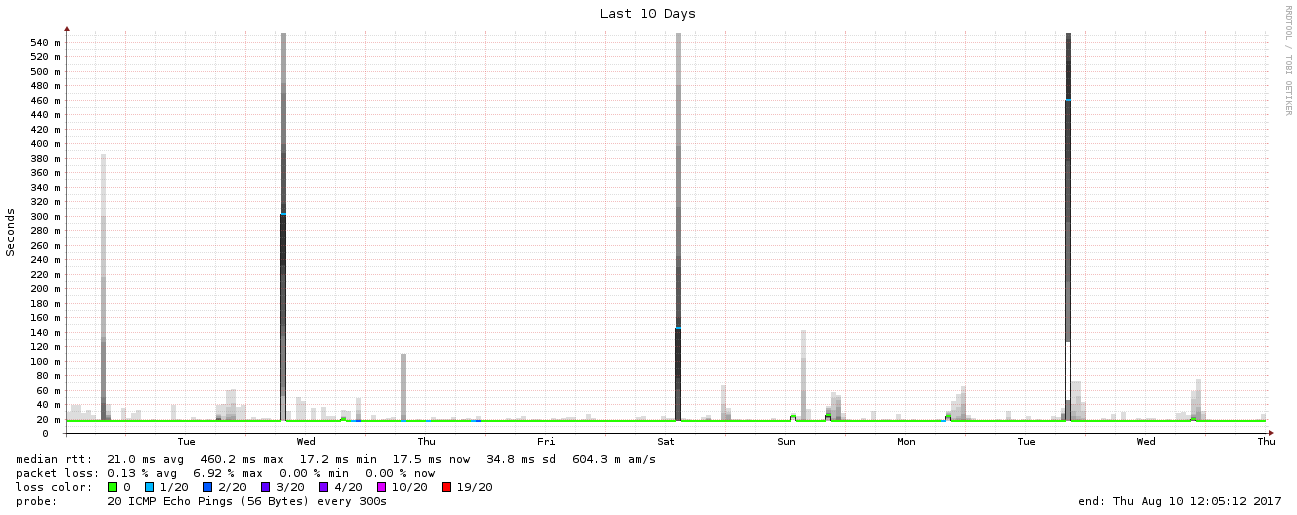 Last 10 Days
RRDTOOL / TOBI OETIKER
Seconds
540 m
520 m
500 m
480 m
460 m
440 m
420 m
400 m
380 m
360 m
340 m
320 m
300 m
280 m
260 m
240 m
220 m
200 m
180 m
160 m
140 m
120 m
100 m
80 m
60 m
40 m
20 m
0
Tue Wed Thu Fri Sat Sun Mon Tue Wed Thu
median rtt: 21.0 ms avg 460.2 ms max 17.2 ms min 17.5 ms now 34.8 ms sd 604.3 m am/s
packet loss: 0.13 % avg 6.92 % max 0.00 % min 0.00 % now
loss color: 0 1/20 2/20 3/20 4/20 10/20 19/20
probe: 20 ICMP Echo Pings (56 Bytes) every 300s end: Thu Aug 10 12:05:12 2017